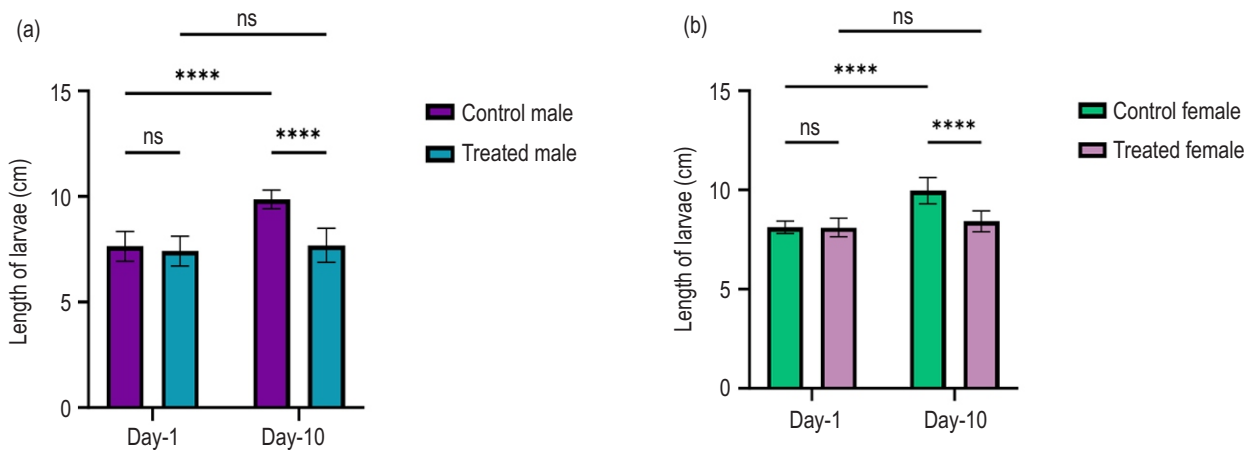 (a)
ns
****
ns
****
15
10
5
0
Length of larvae (cm)
Day-1
Day-10
Control male
Treated male
(b)
ns
****
ns
****
15
10
5
0
Length of larvae (cm)
Day-1
Day-10
Control female
Treated female